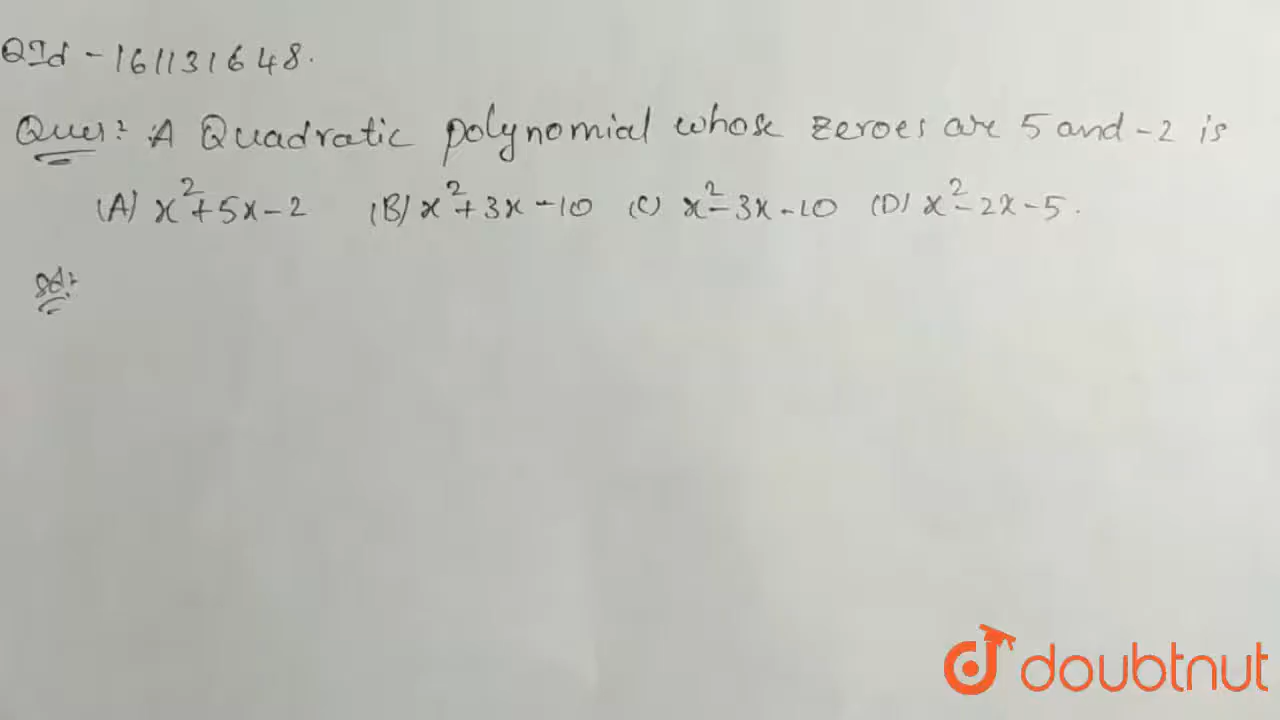 QId - 161131648.
Ques: A Quadratic polynomial whose zeroes are 5 and -2 is
(A) x²+5x-2 (B) x²+3x-10 (C) x²-3x-10 (D) x²-2x-5.
Sol:
doubtnut